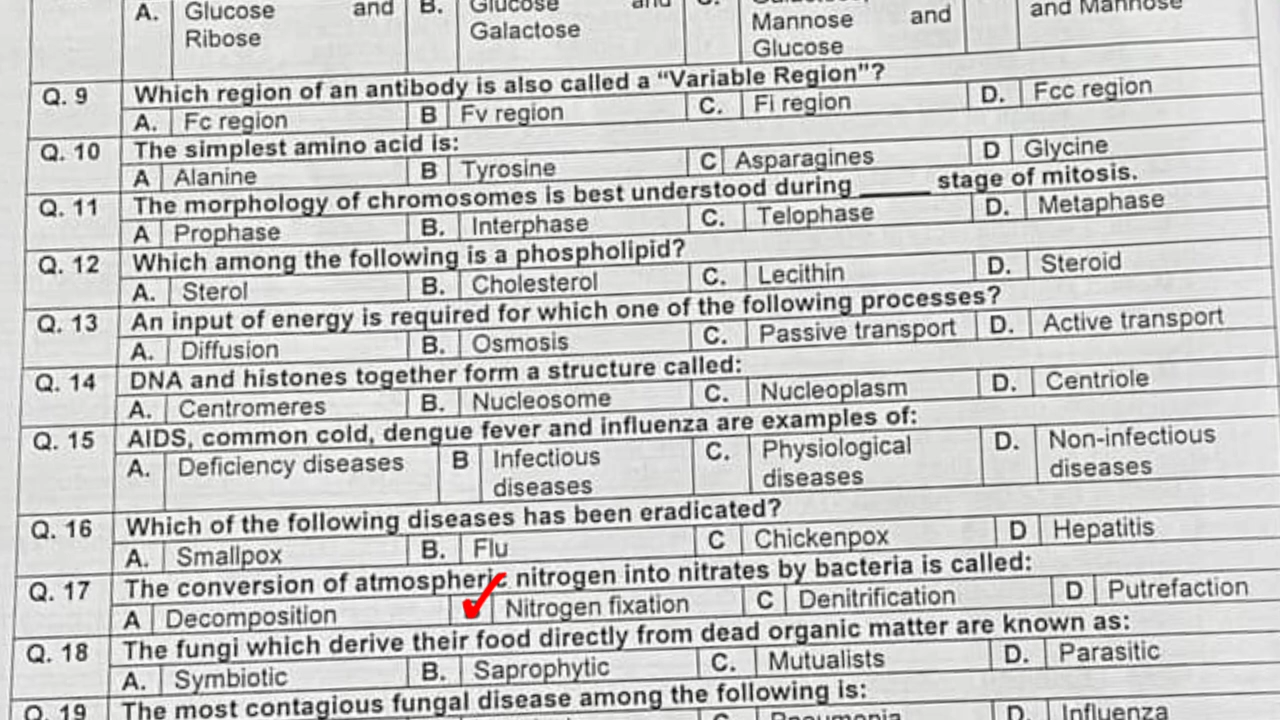 A. Glucose and Ribose B. Glucose and Galactose Mannose and Glucose and Mannose
Q. 9 Which region of an antibody is also called a “Variable Region”?
A. Fc region B Fv region C. Fi region D. Fcc region
Q. 10 The simplest amino acid is:
A Alanine B Tyrosine C Asparagines D Glycine
Q. 11 The morphology of chromosomes is best understood during _____ stage of mitosis.
A Prophase B. Interphase C. Telophase D. Metaphase
Q. 12 Which among the following is a phospholipid?
A. Sterol B. Cholesterol C. Lecithin D. Steroid
Q. 13 An input of energy is required for which one of the following processes?
A. Diffusion B. Osmosis C. Passive transport D. Active transport
Q. 14 DNA and histones together form a structure called:
A. Centromeres B. Nucleosome C. Nucleoplasm D. Centriole
Q. 15 AIDS, common cold, dengue fever and influenza are examples of:
A. Deficiency diseases B Infectious diseases C. Physiological diseases D. Non-infectious diseases
Q. 16 Which of the following diseases has been eradicated?
A. Smallpox B. Flu C Chickenpox D Hepatitis
Q. 17 The conversion of atmospheric nitrogen into nitrates by bacteria is called:
A Decomposition Nitrogen fixation C Denitrification D Putrefaction
Q. 18 The fungi which derive their food directly from dead organic matter are known as:
A. Symbiotic B. Saprophytic C. Mutualists D. Parasitic
Q. 19 The most contagious fungal disease among the following is:
C Pneumonia D. Influenza